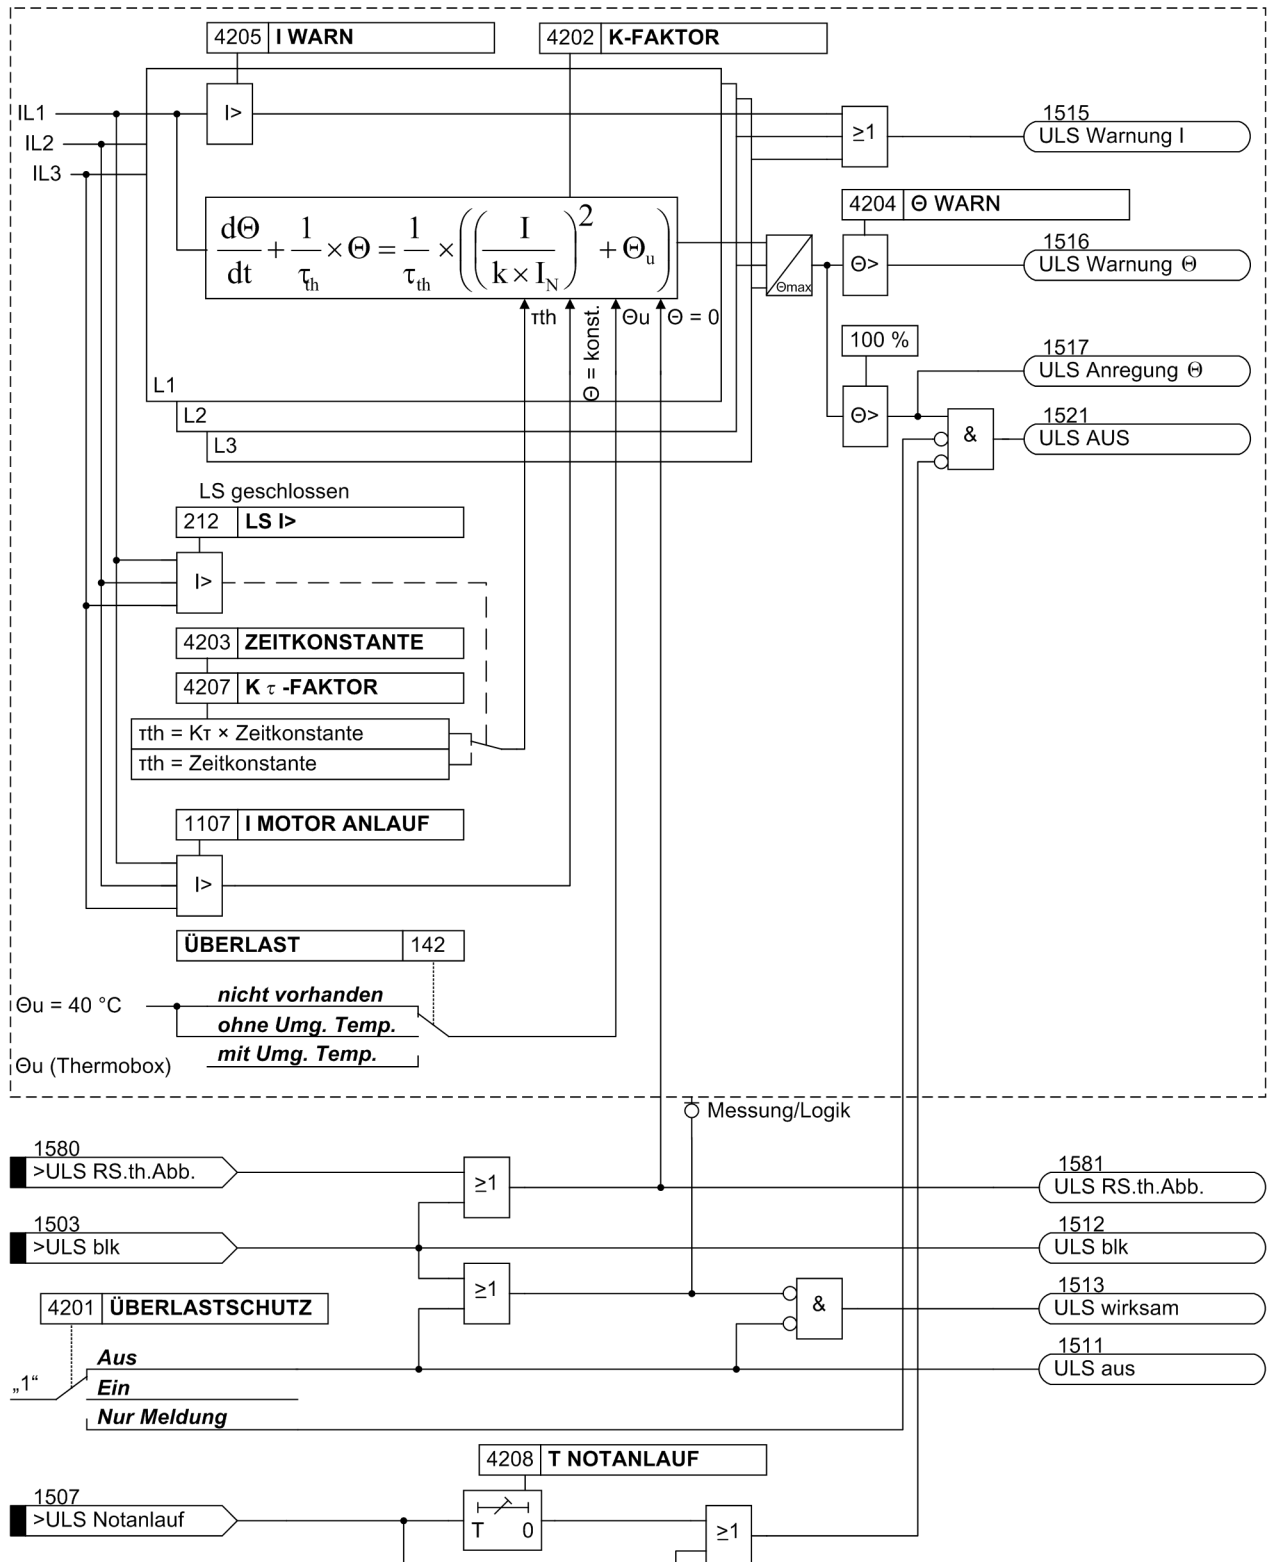 4205 I WARN
4202 K-FAKTOR
IL1
I>
≥1
1515
ULS Warnung I
IL2
IL3
4204 Θ WARN
dΘ/dt + 1/τth × Θ = 1/τth × ((I/(k × IN))² + Θu)
Θmax
Θ>
1516
ULS Warnung Θ
τth
Θ = konst.
Θu
Θ = 0
100 %
1517
ULS Anregung Θ
L1
L2
L3
Θ>
&
1521
ULS AUS
LS geschlossen
212 LS I>
I>
4203 ZEITKONSTANTE
4207 K τ -FAKTOR
τth = Kτ × Zeitkonstante
τth = Zeitkonstante
1107 I MOTOR ANLAUF
I>
ÜBERLAST 142
Θu = 40 °C
nicht vorhanden
ohne Umg. Temp.
mit Umg. Temp.
Θu (Thermobox)
Messung/Logik
1580
>ULS RS.th.Abb.
≥1
1581
ULS RS.th.Abb.
1503
>ULS blk
1512
ULS blk
≥1
&
1513
ULS wirksam
4201 ÜBERLASTSCHUTZ
1511
ULS aus
„1“
Aus
Ein
Nur Meldung
4208 T NOTANLAUF
1507
>ULS Notanlauf
T 0
≥1